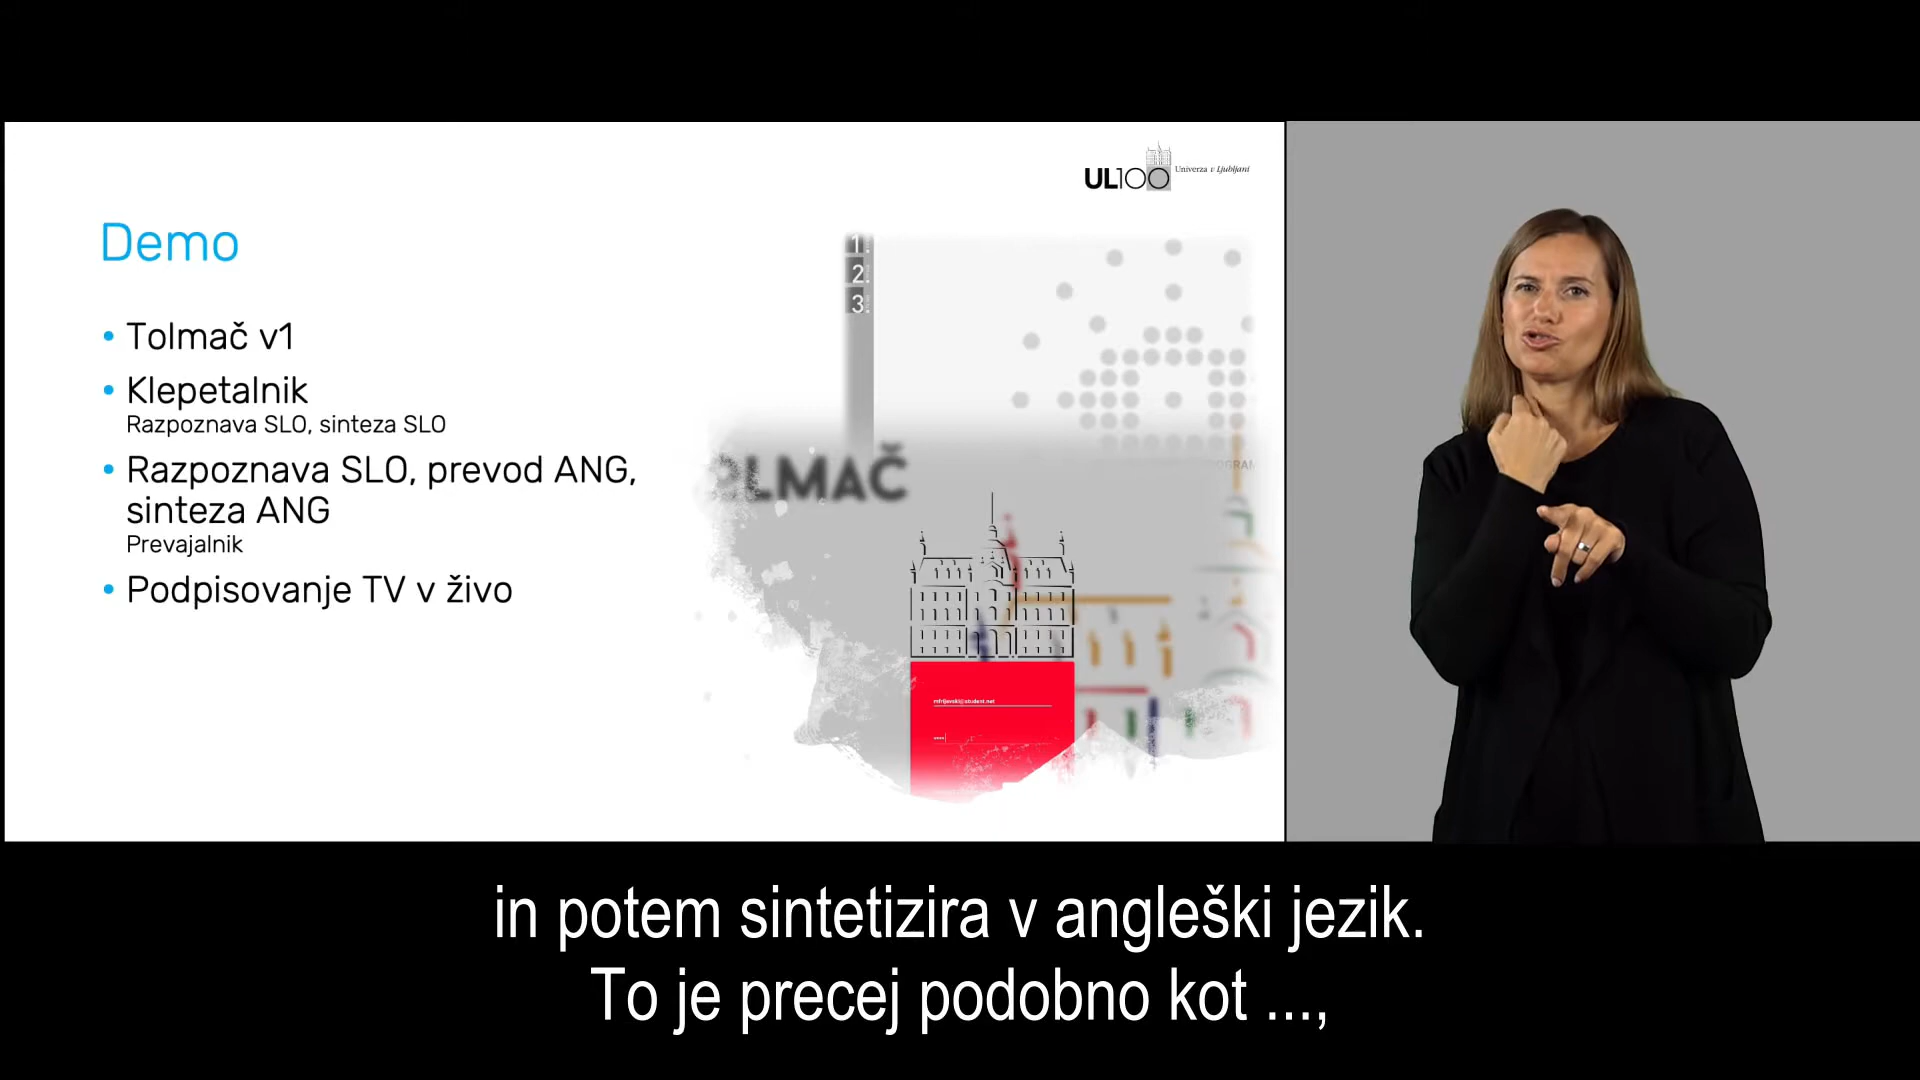 UL100 Univerza v Ljubljani
Demo
• Tolmač v1
• Klepetalnik
Razpoznava SLO, sinteza SLO
• Razpoznava SLO, prevod ANG,
sinteza ANG
Prevajalnik
• Podpisovanje TV v živo
1.
2.
3.
LMAČ
in potem sintetizira v angleški jezik.
To je precej podobno kot ...,